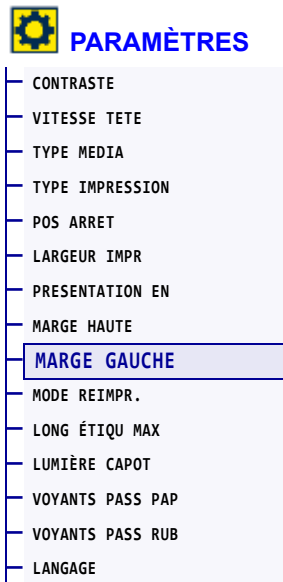 PARAMÈTRES
CONTRASTE
VITESSE TETE
TYPE MEDIA
TYPE IMPRESSION
POS ARRET
LARGEUR IMPR
PRESENTATION EN
MARGE HAUTE
MARGE GAUCHE
MODE REIMPR.
LONG ÉTIQU MAX
LUMIÈRE CAPOT
VOYANTS PASS PAP
VOYANTS PASS RUB
LANGAGE